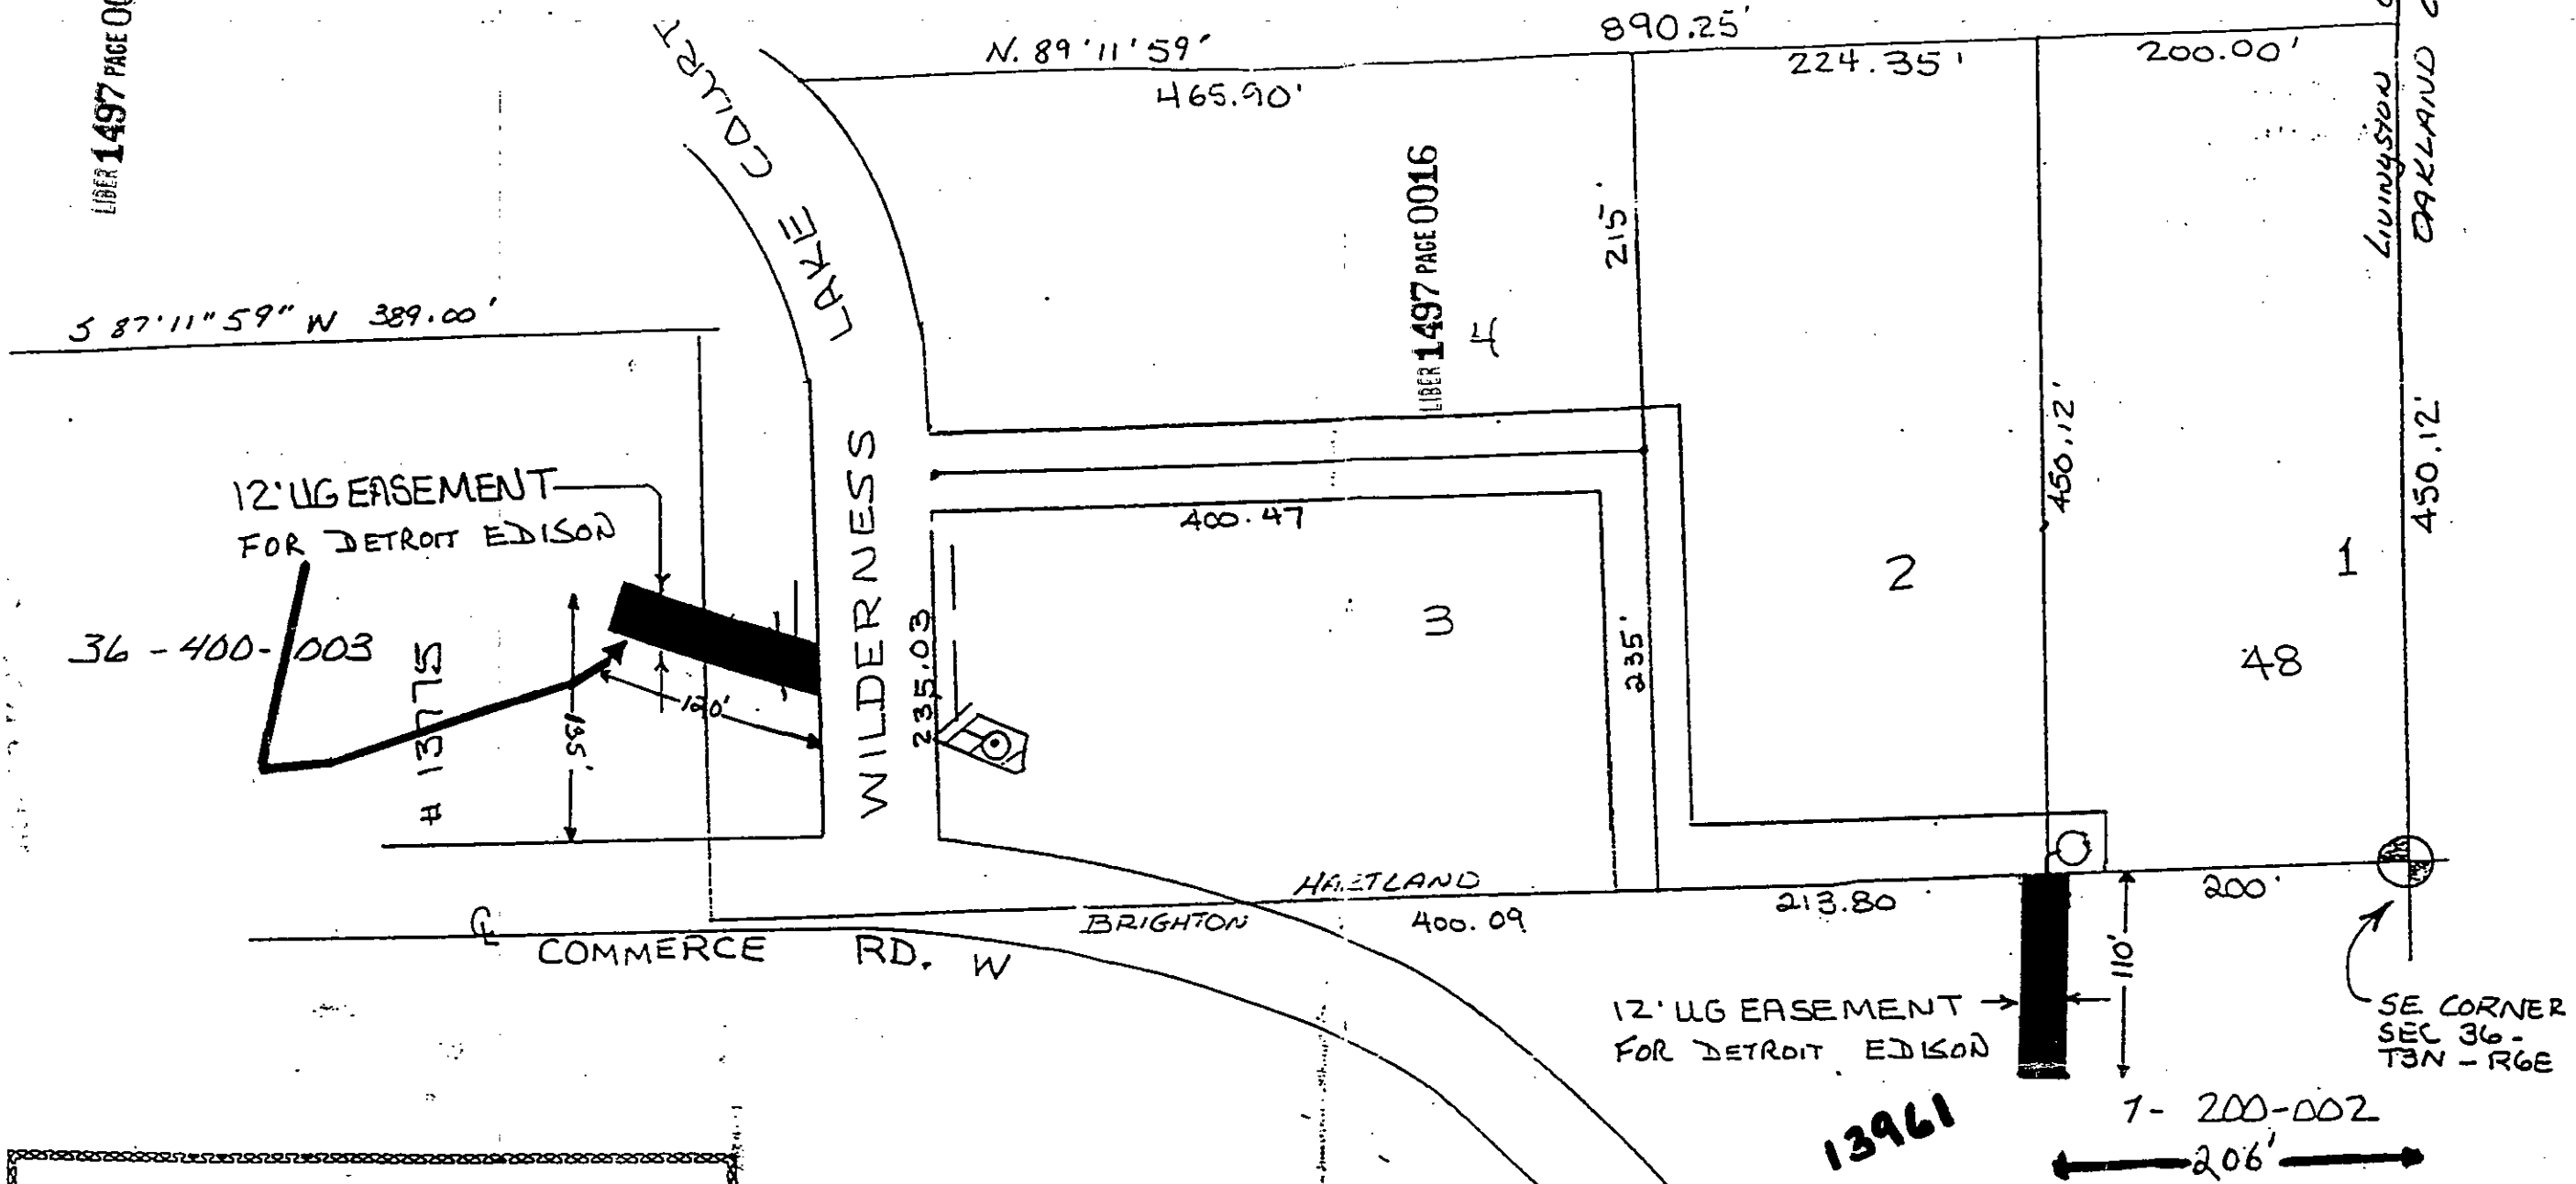 LIBER 1497 PAGE 00
LAKE COURT
N. 89'11'59'
890.25'
465.90'
224.35'
200.00'
LIVINGSTON
OAKLAND
LIBER 1497 PAGE 0016
215'
4
S 87'11"59" W 389.00'
12' UG EASEMENT
FOR DETROIT EDISON
WILDERNESS
400.47
450.12'
450.12'
2
1
3
36-400-003
# 13775
120'
185'
235.03
235'
48
HARTLAND
BRIGHTON
400.09
213.80
200'
℄
COMMERCE RD. W
110'
12' UG EASEMENT
FOR DETROIT EDISON
SE CORNER
SEC 36-
T3N-R6E
13961
1- 200-002
206'